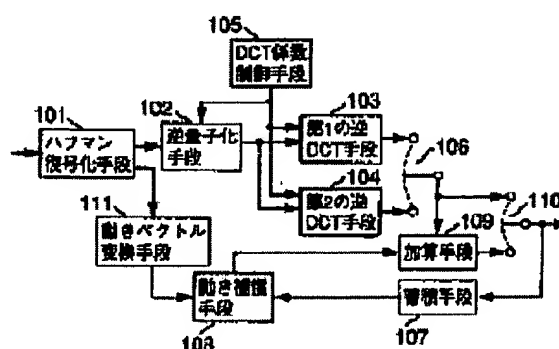 105
DCT係数
制御手段
101
ハフマン
復号化手段
102
逆量子化
手段
103
第1の逆
DCT手段
104
第2の逆
DCT手段
106
111
動きベクトル
変換手段
109
加算手段
110
動き補償
手段
108
蓄積手段
107